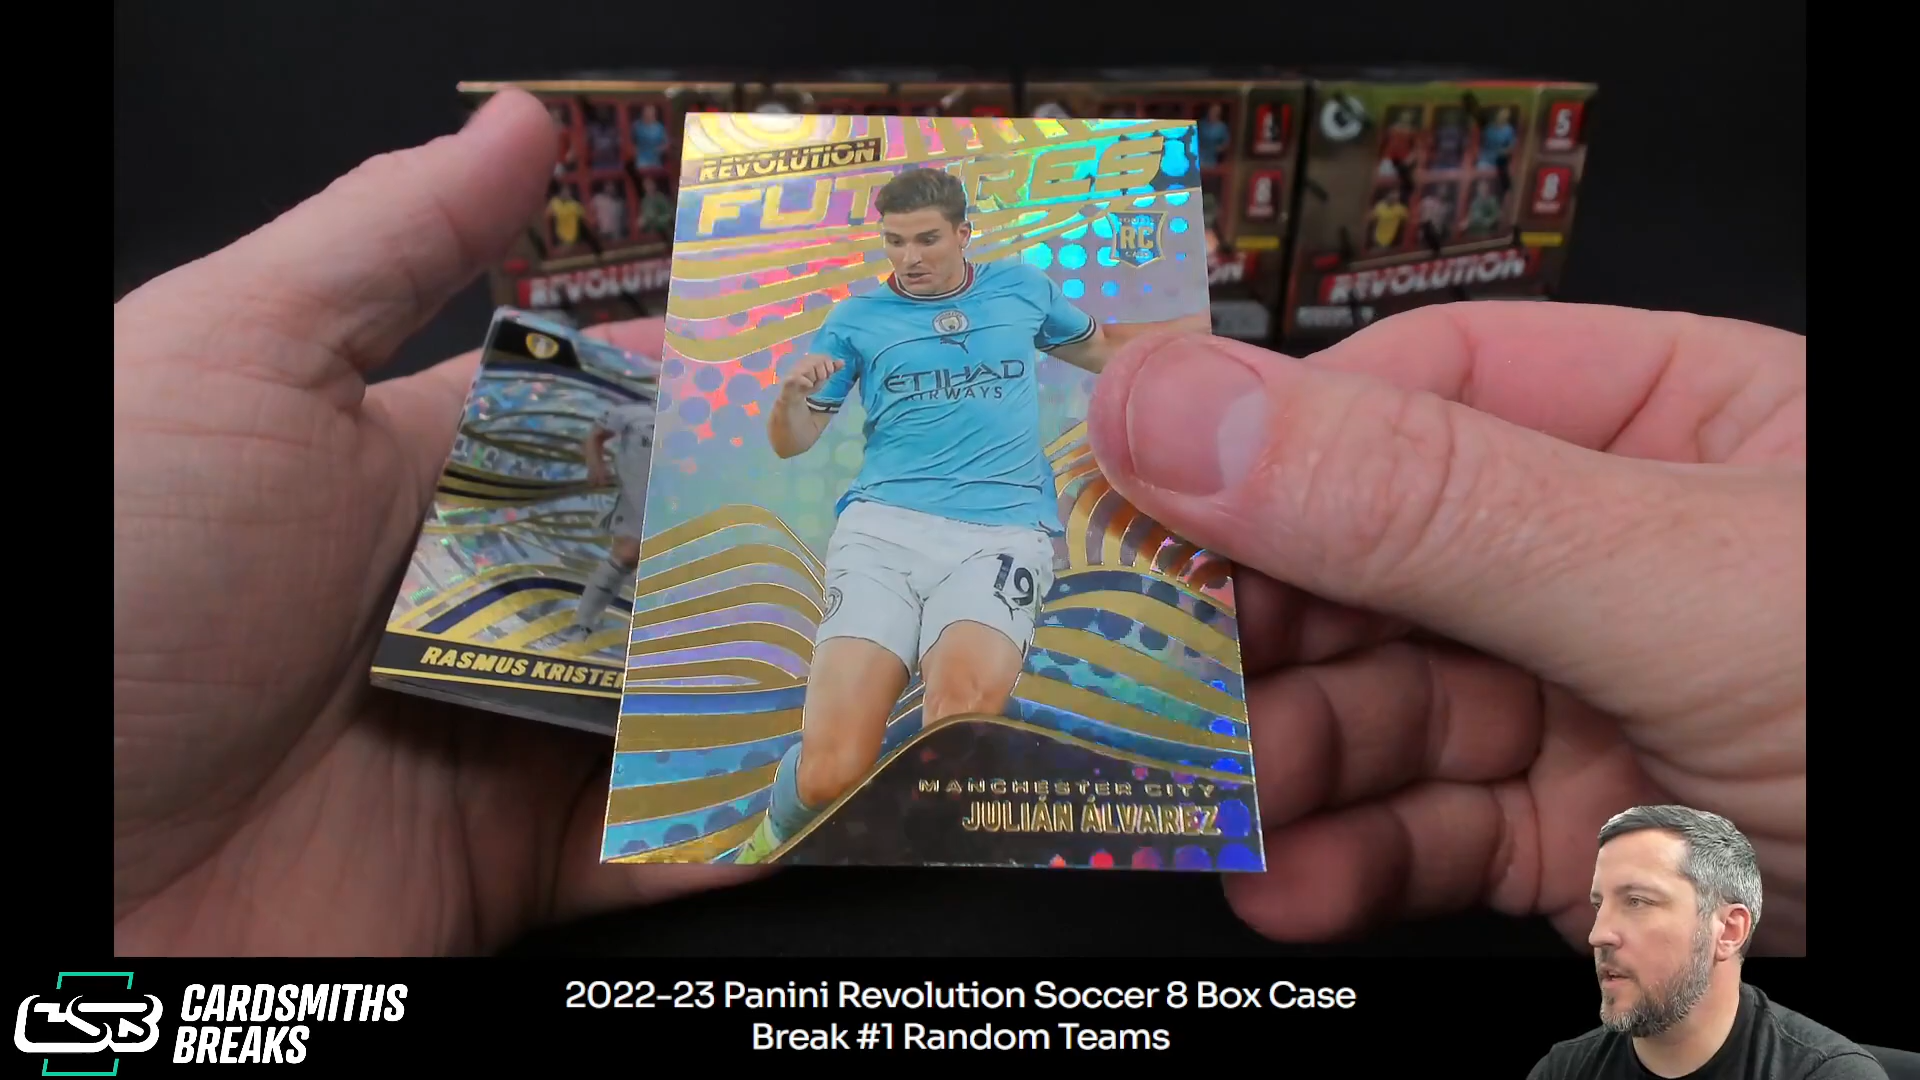 REVOLUTION
FUTURES
RC
ETIHAD
AIRWAYS
19
MANCHESTER CITY
JULIÁN ÁLVAREZ
RASMUS KRISTE
REVOLUTION
5
8
REVOLUTION
CSB
CARDSMITHS
BREAKS
2022-23 Panini Revolution Soccer 8 Box Case
Break #1 Random Teams